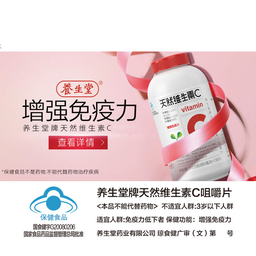 养生堂
增强免疫力
养生堂牌天然维生素C
查看详情 >
*保健食品不是药物 不能代替药物治疗疾病
天然维生素C
vitamin
C
保健食品
国食健字G20080206
国家食品药品监督管理局批准
养生堂牌天然维生素C咀嚼片
<本品不能代替药物> 不适宜人群:3岁以下人群
适宜人群:免疫力低下者 保健功能：增强免疫力
养生堂药业有限公司 琼食健广审（文）第 号